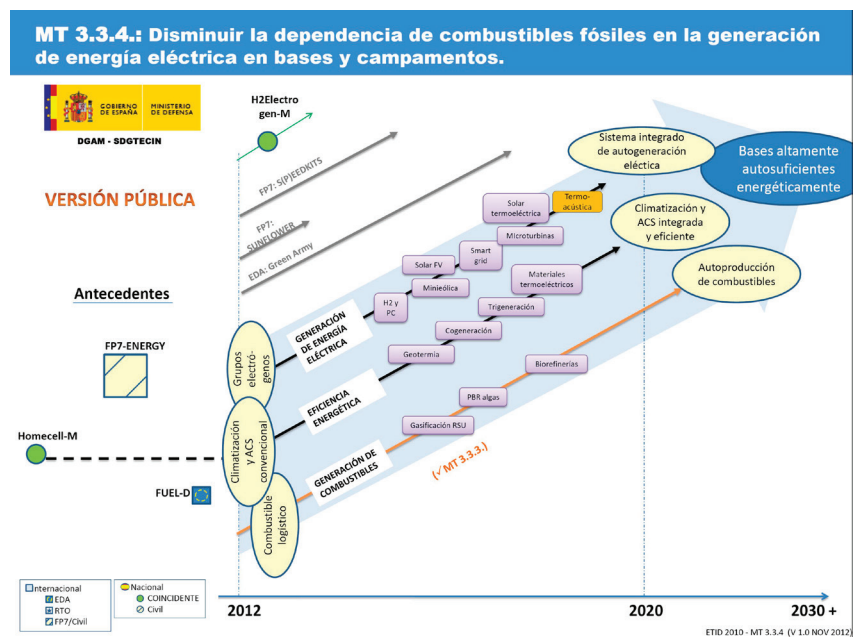 MT 3.3.4.: Disminuir la dependencia de combustibles fósiles en la generación
de energía eléctrica en bases y campamentos.
GOBIERNO
DE ESPAÑA
MINISTERIO
DE DEFENSA
DGAM - SDGTECIN
VERSIÓN PÚBLICA
H2Electro
gen-M
FP7: S(P)EEDKITS
FP7:
SUNFLOWER
EDA: Green Army
Sistema integrado
de autogeneración
eléctica
Bases altamente
autosuficientes
energéticamente
Climatización y
ACS integrada
y eficiente
Autoproducción
de combustibles
Solar
termoeléctrica
Termo-
acústica
Microturbinas
Smart
grid
Solar FV
Minieólica
H2 y
PC
Materiales
termoeléctricos
Trigeneración
Cogeneración
Geotermia
Biorefinerías
PBR algas
Gasificación RSU
GENERACIÓN
DE ENERGÍA
ELÉCTRICA
EFICIENCIA
ENERGÉTICA
GENERACIÓN DE
COMBUSTIBLES
(✓MT 3.3.3.)
Antecedentes
FP7-ENERGY
Homecell-M
FUEL-D
Grupos
electró-
genos
Climatización
y ACS
convencional
Combustible
logístico
Internacional
EDA
RTO
FP7/Civil
Nacional
COINCIDENTE
Civil
2012
2020
2030 +
ETID 2010 - MT 3.3.4 (V 1.0 NOV 2012)